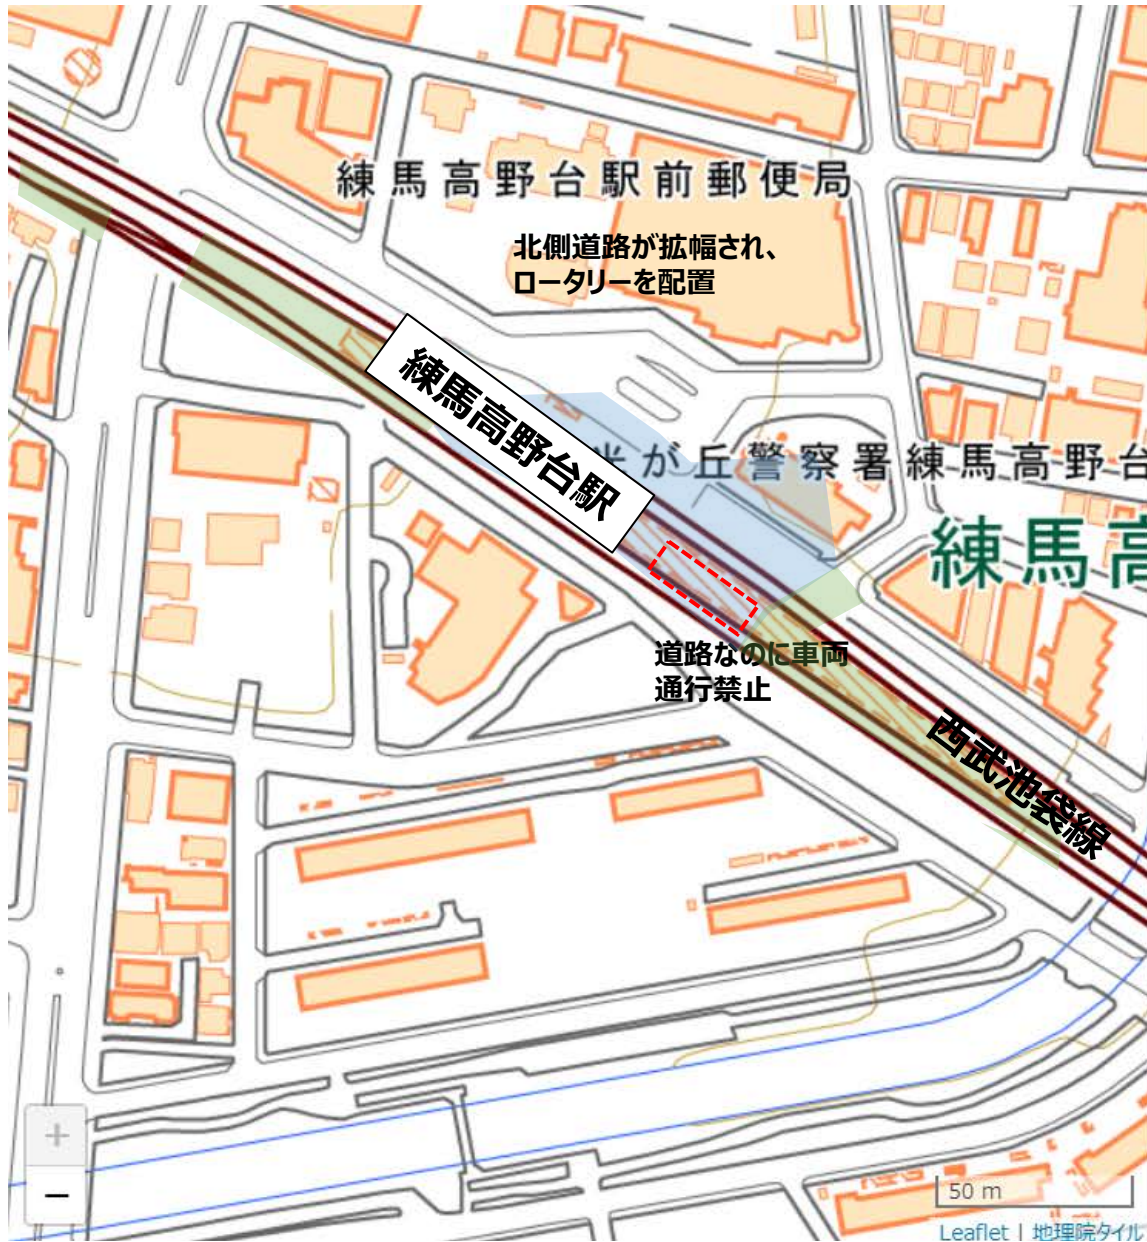 練馬高野台駅前郵便局
北側道路が拡幅され、
ロータリーを配置
練馬高野台駅
が丘警察署練馬高野台
練馬高
道路なのに車両
通行禁止
西武池袋線
+
−
50 m
Leaflet | 地理院タイル